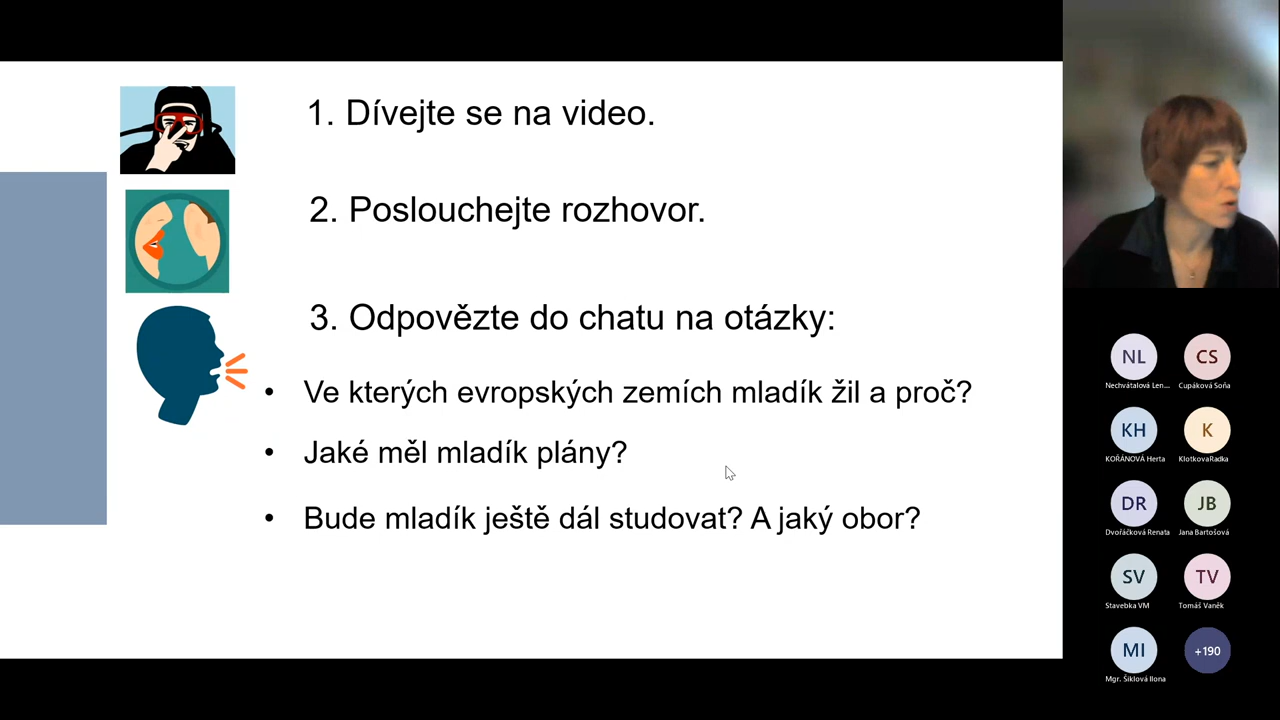 1. Dívejte se na video.
2. Poslouchejte rozhovor.
3. Odpovězte do chatu na otázky:
• Ve kterých evropských zemích mladík žil a proč?
• Jaké měl mladík plány?
• Bude mladík ještě dál studovat? A jaký obor?
NL CS
Nechvátalová Len... Cupáková Soňa
KH K
KOŘÁNOVÁ Herta KlotkovaRadka
DR JB
Dvořáčková Renata Jana Bartošová
SV TV
Stavebka VM Tomáš Vaněk
MI +190
Mgr. Šiklová Ilona